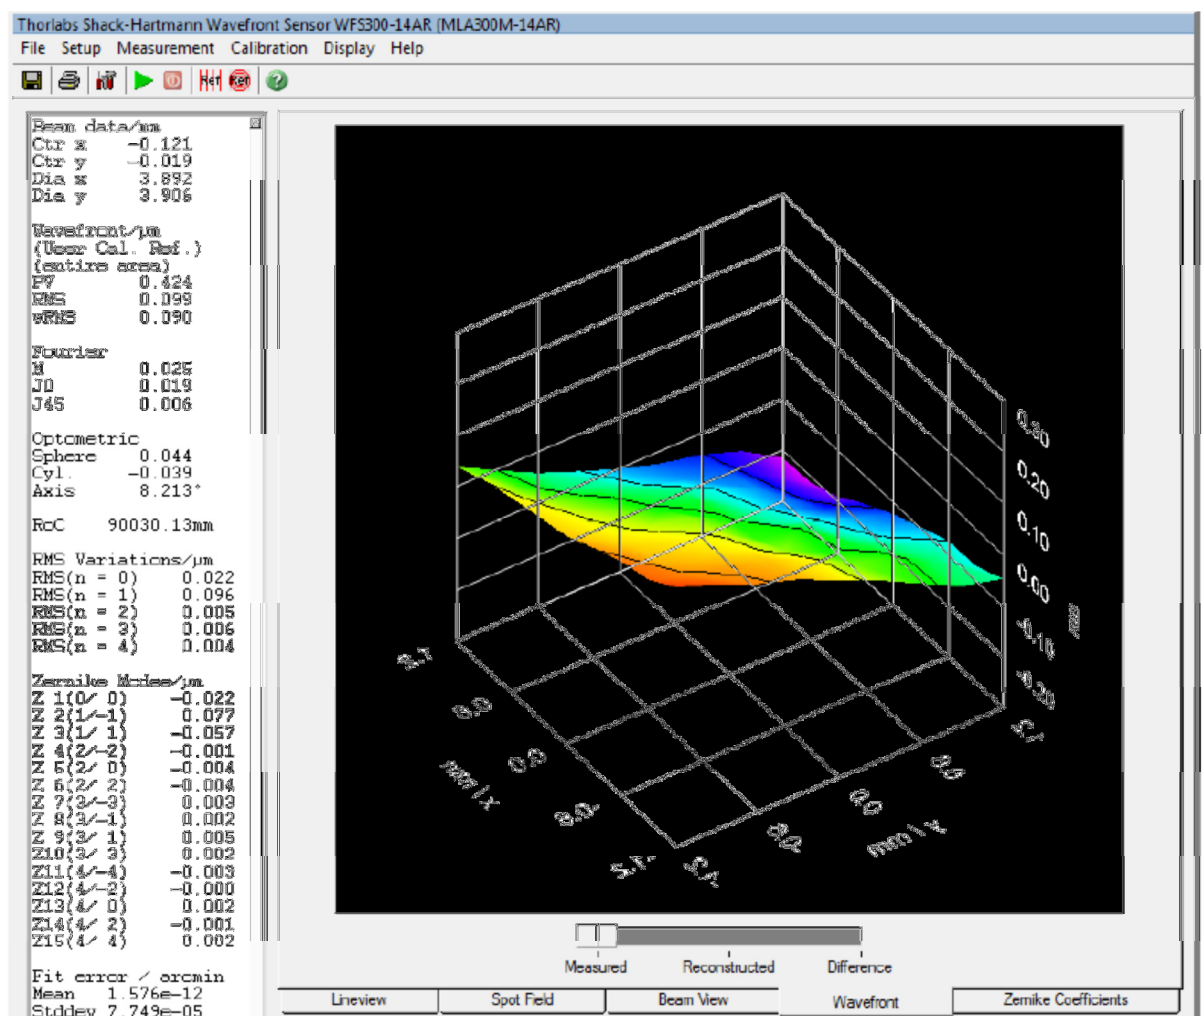 Thorlabs Shack-Hartmann Wavefront Sensor WFS300-14AR (MLA300M-14AR)
File Setup Measurement Calibration Display Help
Beam data/mm
Ctr x -0.121
Ctr y -0.019
Dia x 3.892
Dia y 3.906
Wavefront/µm
(User Cal. Ref.)
(entire area)
PV 0.424
RMS 0.099
wRMS 0.090
Fourier
M 0.025
J0 0.019
J45 0.006
Optometric
Sphere 0.044
Cyl. -0.039
Axis 8.213°
RoC 90030.13mm
RMS Variations/µm
RMS(n = 0) 0.022
RMS(n = 1) 0.096
RMS(n = 2) 0.005
RMS(n = 3) 0.006
RMS(n = 4) 0.004
Zernike Modes/µm
Z 1(0/ 0) -0.022
Z 2(1/-1) 0.077
Z 3(1/ 1) -0.057
Z 4(2/-2) -0.001
Z 5(2/ 0) -0.004
Z 6(2/ 2) -0.004
Z 7(3/-3) 0.003
Z 8(3/-1) 0.002
Z 9(3/ 1) 0.005
Z10(3/ 3) 0.002
Z11(4/-4) -0.003
Z12(4/-2) -0.000
Z13(4/ 0) 0.002
Z14(4/ 2) -0.001
Z15(4/ 4) 0.002
Fit error / arcmin
Mean 1.576e-12
Stddev 7.749e-05
0.30
0.20
0.10
0.00
-0.10
-0.20
0.0
0.0
Measured Reconstructed Difference
Lineview Spot Field Beam View Wavefront Zernike Coefficients